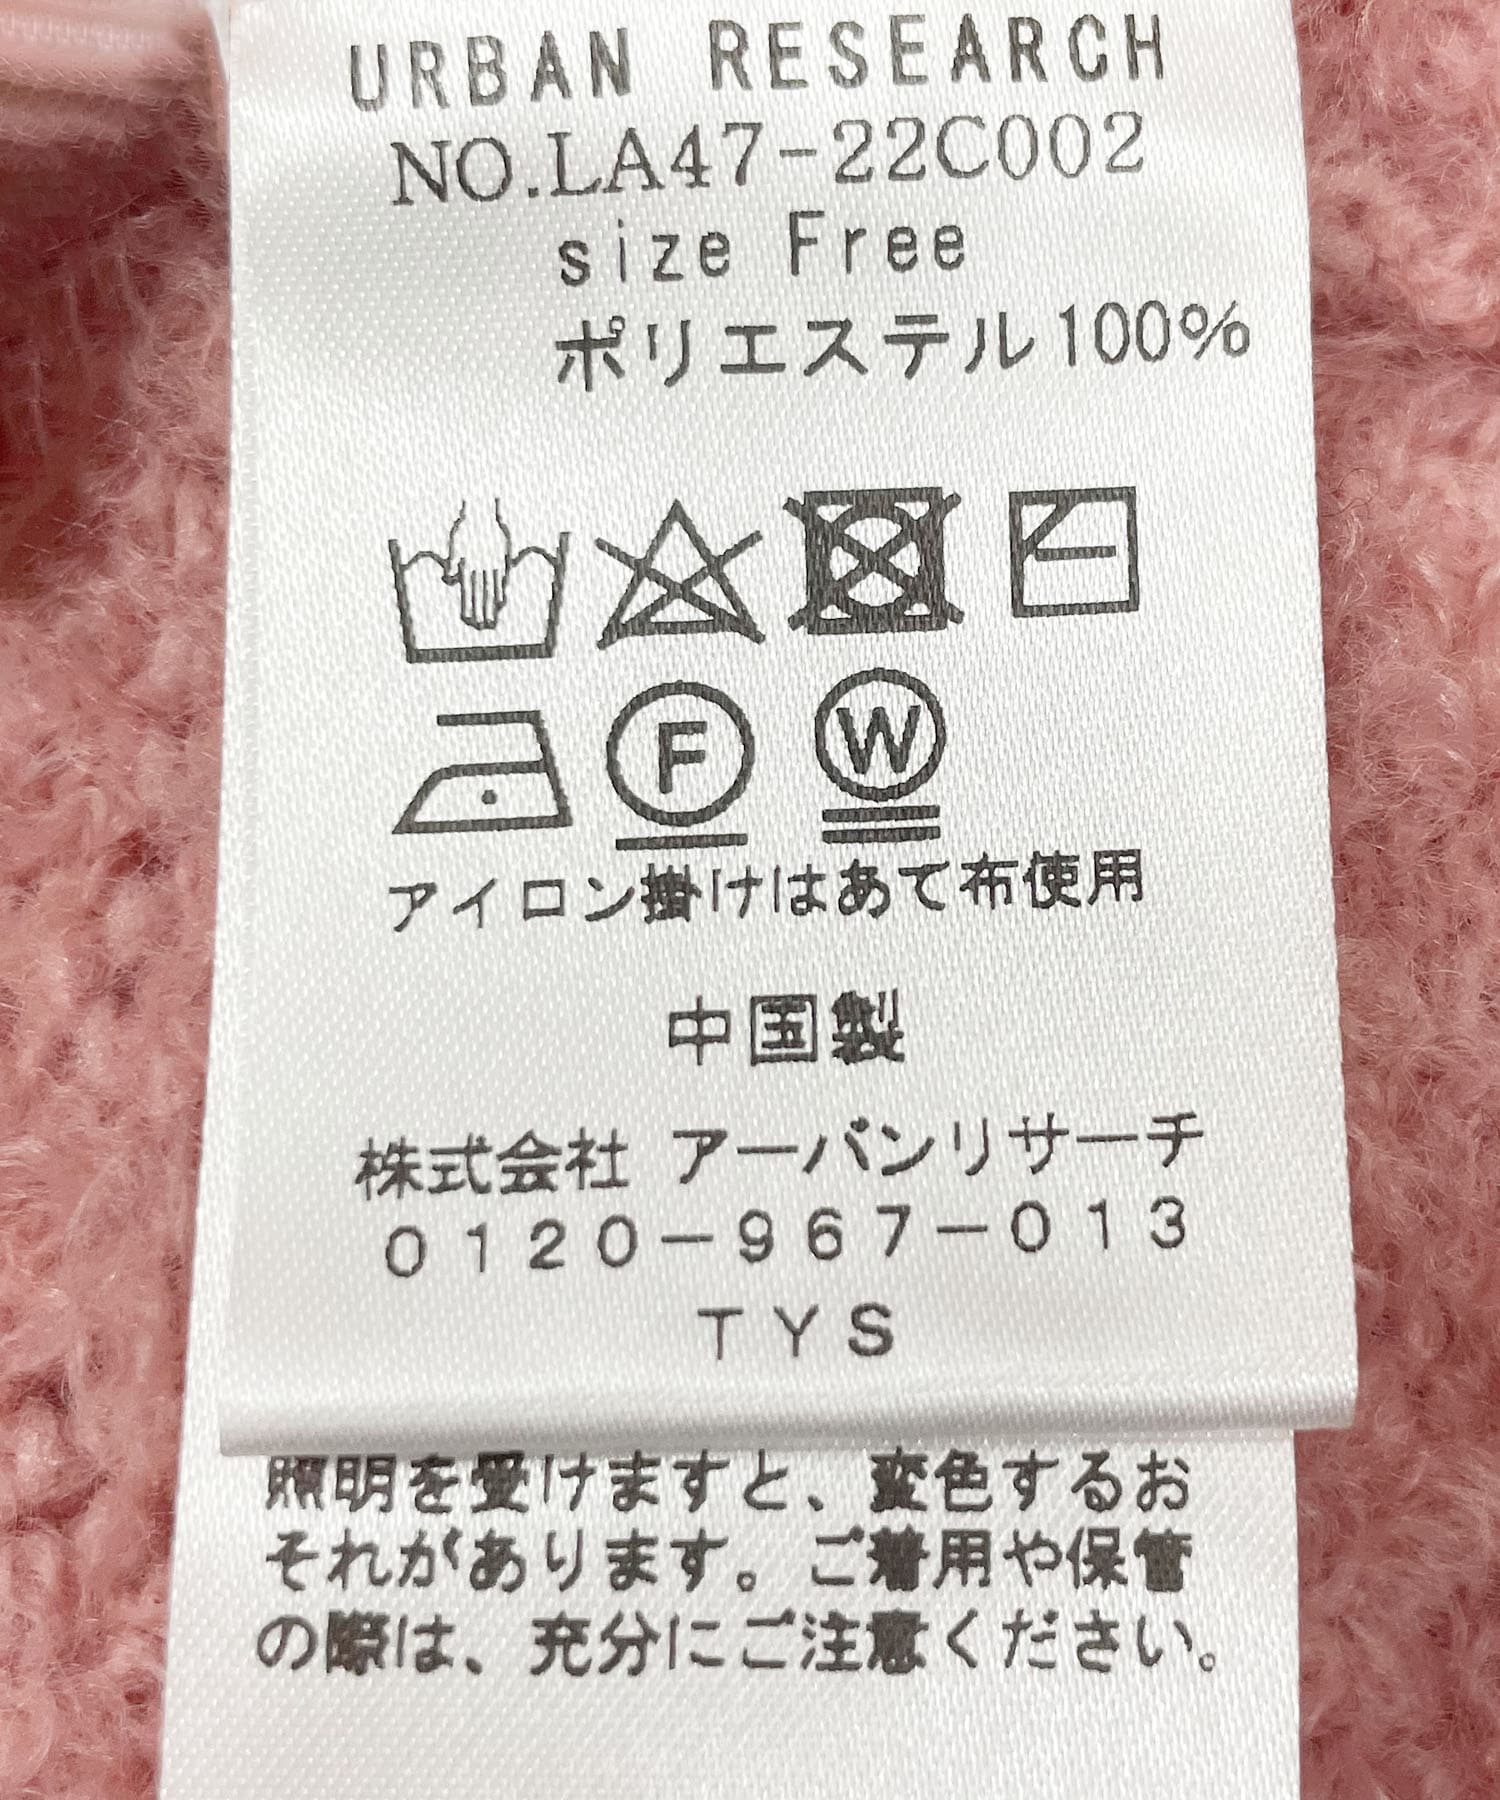 URBAN RESEARCH
NO.LA47-22C002
size Free
ポリエステル100%
F W
アイロン掛けはあて布使用
中国製
株式会社 アーバンリサーチ
0120-967-013
TYS
照明を受けますと、変色するお
それがあります。ご着用や保管
の際は、充分にご注意ください。